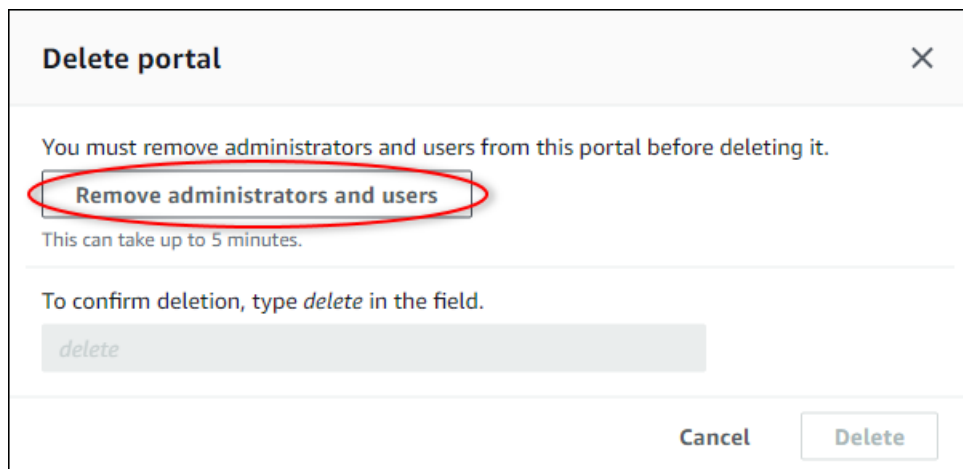 Delete portal
You must remove administrators and users from this portal before deleting it.
Remove administrators and users
This can take up to 5 minutes.
To confirm deletion, type delete in the field.
delete
Cancel
Delete